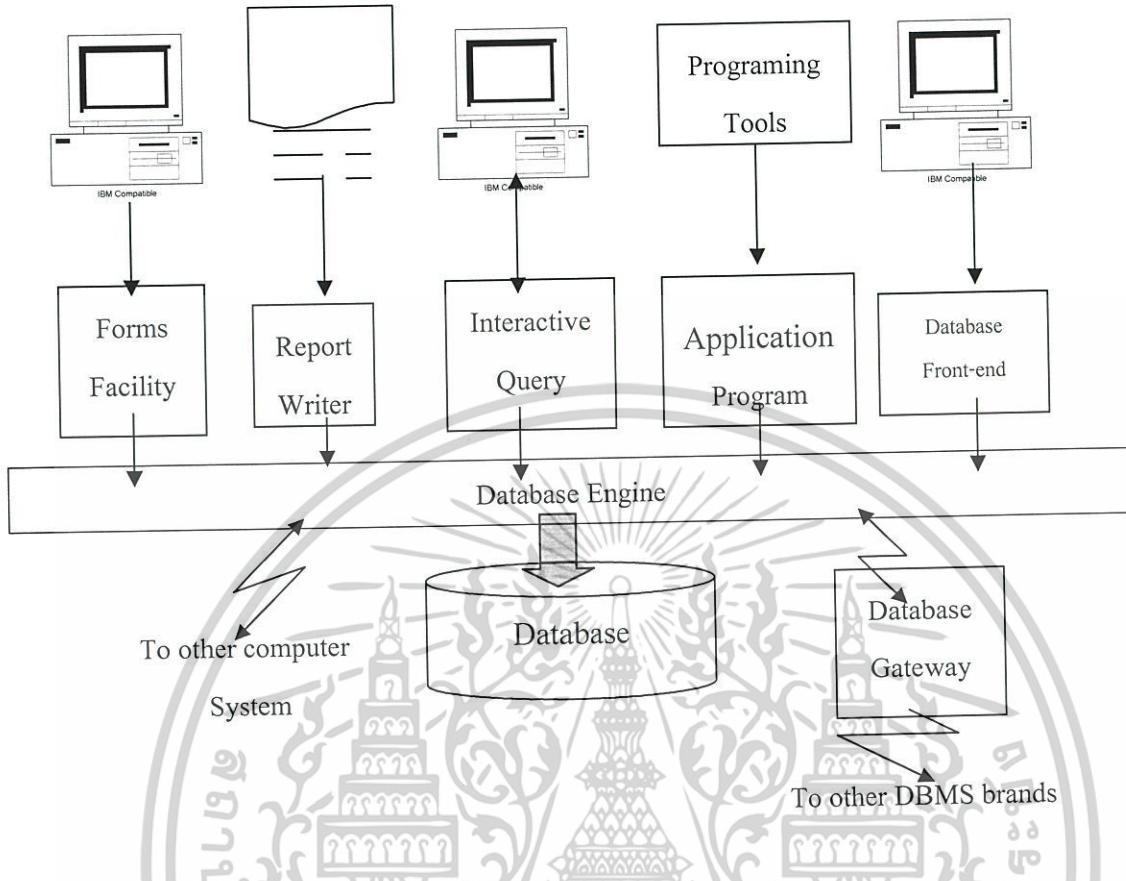 Programing
Tools
IBM Compatible
IBM Compatible
IBM Compatible
Forms
Facility
Report
Writer
Interactive
Query
Application
Program
Database
Front-end
Database Engine
Database
To other computer
System
Database
Gateway
To other DBMS brands